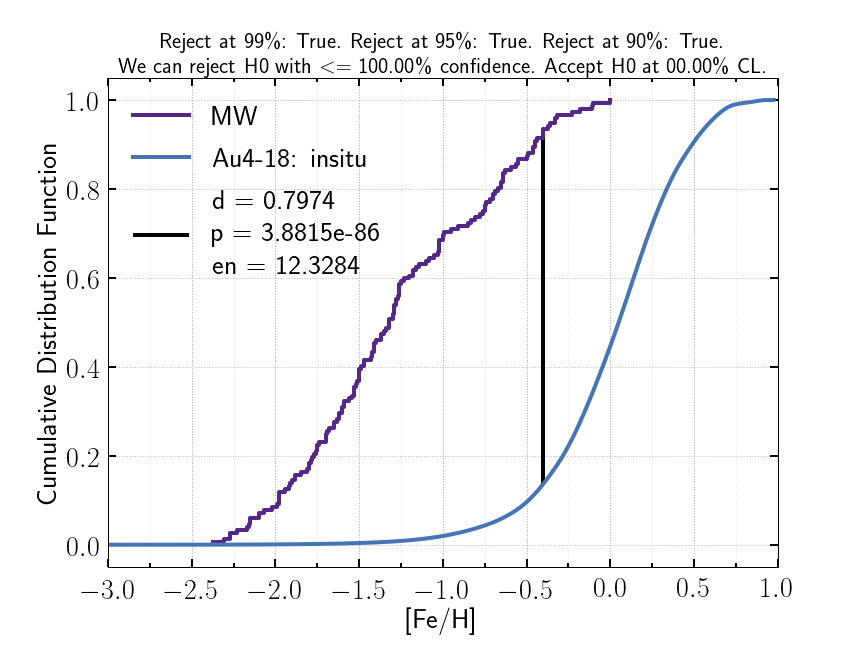 Reject at 99%: True. Reject at 95%: True. Reject at 90%: True.
We can reject H0 with <= 100.00% confidence. Accept H0 at 00.00% CL.
MW
Au4-18: insitu
d = 0.7974
p = 3.8815e-86
en = 12.3284
Cumulative Distribution Function
1.0
0.8
0.6
0.4
0.2
0.0
−3.0 −2.5 −2.0 −1.5 −1.0 −0.5 0.0 0.5 1.0
[Fe/H]